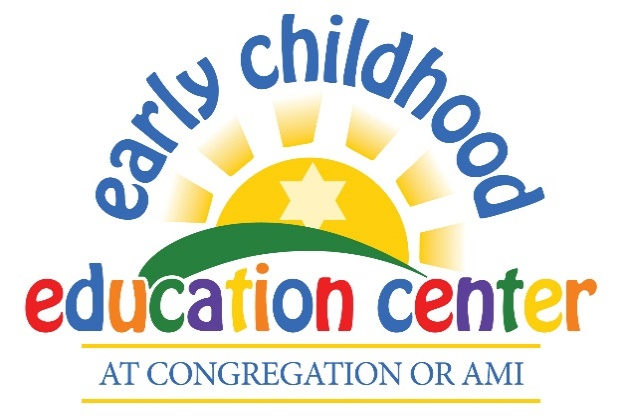 early childhood
education center
AT CONGREGATION OR AMI